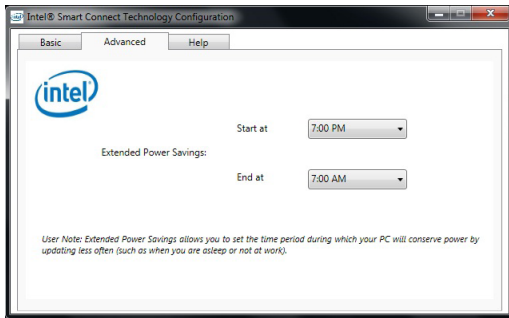 Intel® Smart Connect Technology Configuration
Basic Advanced Help
intel
Start at 7:00 PM
Extended Power Savings:
End at 7:00 AM
User Note: Extended Power Savings allows you to set the time period during which your PC will conserve power by
updating less often (such as when you are asleep or not at work).